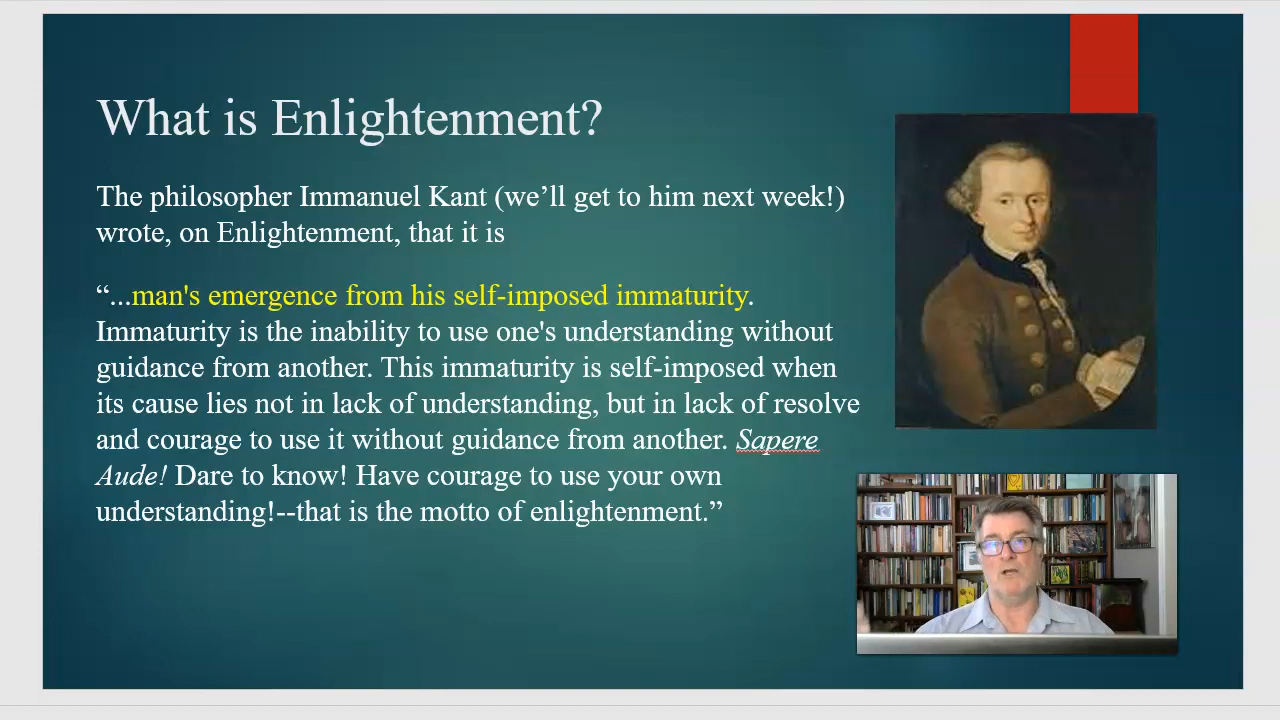 What is Enlightenment?
The philosopher Immanuel Kant (we’ll get to him next week!)
wrote, on Enlightenment, that it is
“...man's emergence from his self-imposed immaturity.
Immaturity is the inability to use one's understanding without
guidance from another. This immaturity is self-imposed when
its cause lies not in lack of understanding, but in lack of resolve
and courage to use it without guidance from another. Sapere
Aude! Dare to know! Have courage to use your own
understanding!--that is the motto of enlightenment.”